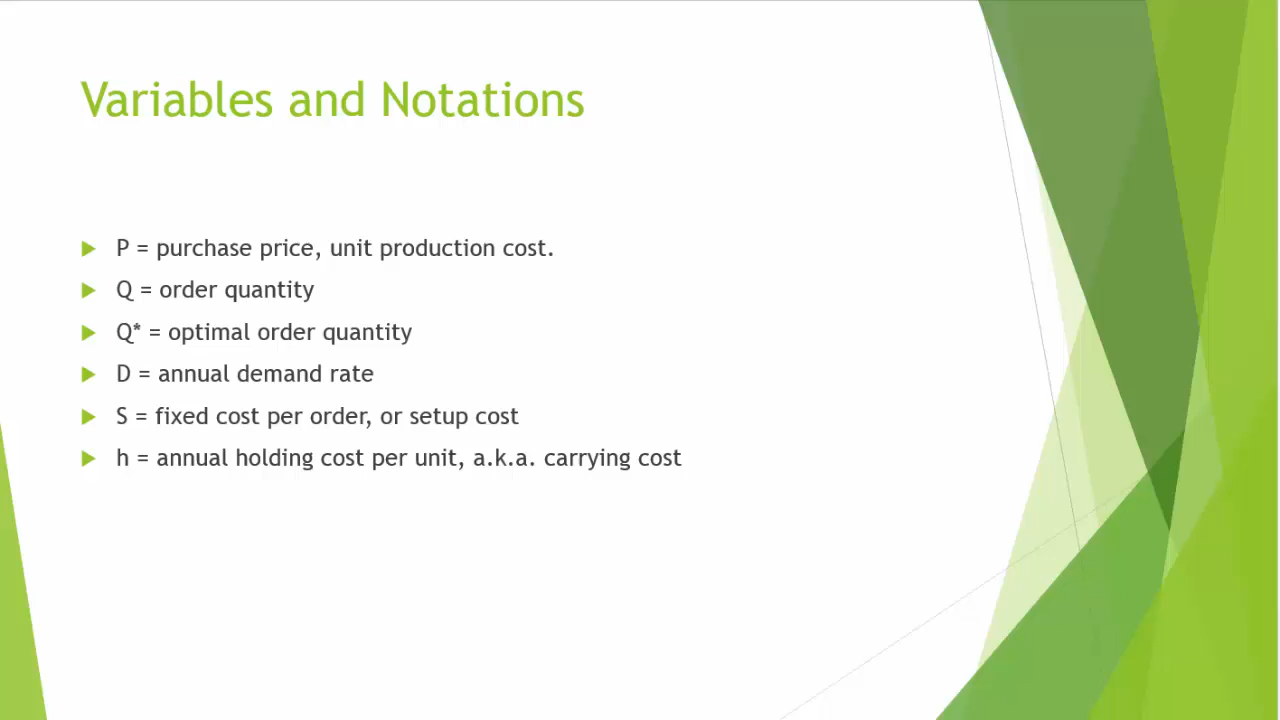 Variables and Notations
P = purchase price, unit production cost.
Q = order quantity
Q* = optimal order quantity
D = annual demand rate
S = fixed cost per order, or setup cost
h = annual holding cost per unit, a.k.a. carrying cost